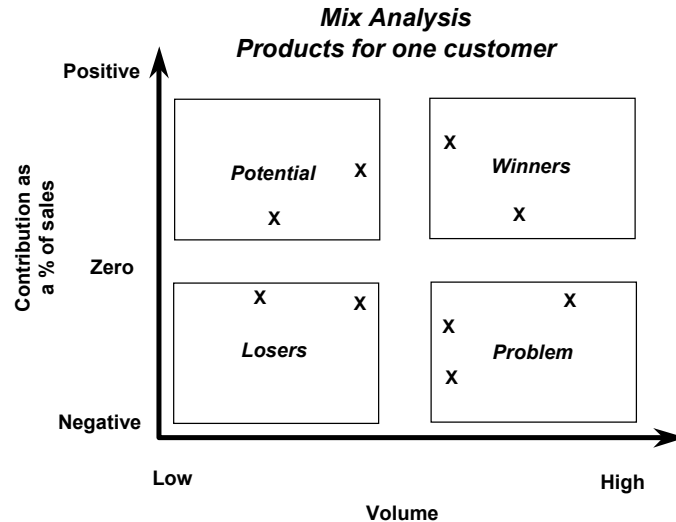 Mix Analysis
Products for one customer
Positive
Contribution as
a % of sales
Potential
X
X
Winners
X
X
Zero
Losers
X
X
Problem
X
X
X
Negative
Low
High
Volume